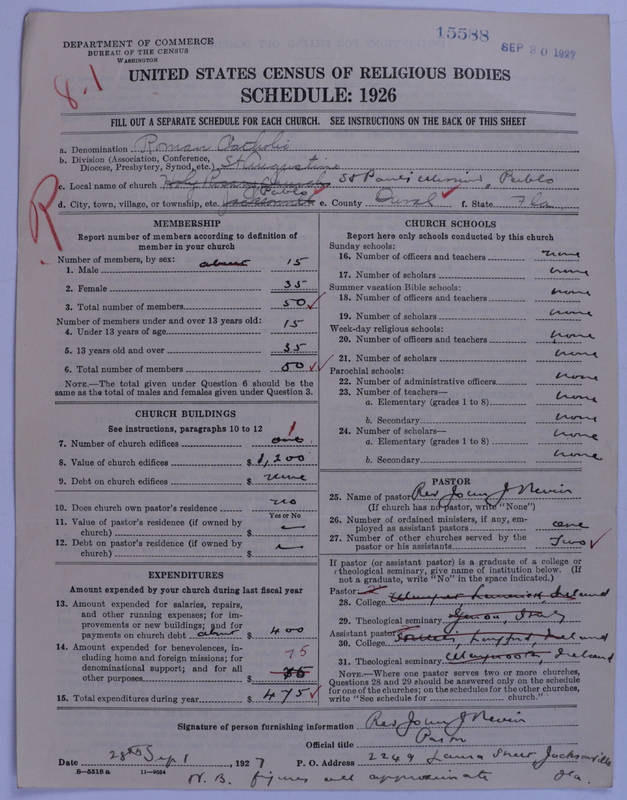 15588
SEP 30 1927
DEPARTMENT OF COMMERCE
BUREAU OF THE CENSUS
WASHINGTON
8.1
UNITED STATES CENSUS OF RELIGIOUS BODIES
SCHEDULE: 1926
FILL OUT A SEPARATE SCHEDULE FOR EACH CHURCH. SEE INSTRUCTIONS ON THE BACK OF THIS SHEET
R
a. Denomination Roman Catholic
b. Division (Association, Conference, Diocese, Presbytery, Synod, etc.) St Augustine
c. Local name of church St Pauls Mission, Pablo
d. City, town, village, or township, etc. Jacksonville Pablo e. County Duval f. State Fla
MEMBERSHIP
Report number of members according to definition of
member in your church
Number of members, by sex: about
1. Male 15
2. Female 35
3. Total number of members 50
Number of members under and over 13 years old:
4. Under 13 years of age 15
5. 13 years old and over 35
6. Total number of members 50
NOTE.—The total given under Question 6 should be the
same as the total of males and females given under Question 3.
CHURCH BUILDINGS
See instructions, paragraphs 10 to 12
7. Number of church edifices one 1
8. Value of church edifices $ 1,200
9. Debt on church edifices $ none
10. Does church own pastor's residence no
Yes or No
11. Value of pastor's residence (if owned by
church) $
12. Debt on pastor's residence (if owned by
church) $
EXPENDITURES
Amount expended by your church during last fiscal year
13. Amount expended for salaries, repairs,
and other running expenses; for im-
provements or new buildings; and for
payments on church debt about $ 400
14. Amount expended for benevolences, in-
cluding home and foreign missions; for
denominational support; and for all
other purposes $ 75
15. Total expenditures during year $ 475
CHURCH SCHOOLS
Report here only schools conducted by this church
Sunday schools:
16. Number of officers and teachers none
17. Number of scholars none
Summer vacation Bible schools:
18. Number of officers and teachers none
19. Number of scholars none
Week-day religious schools:
20. Number of officers and teachers none
21. Number of scholars none
Parochial schools:
22. Number of administrative officers none
23. Number of teachers—
a. Elementary (grades 1 to 8) none
b. Secondary none
24. Number of scholars—
a. Elementary (grades 1 to 8) none
b. Secondary none
PASTOR
25. Name of pastor Rev John J Nevin
(If church has no pastor, write "None")
26. Number of ordained ministers, if any, em-
ployed as assistant pastors one
27. Number of other churches served by the
pastor or his assistants Two
If pastor (or assistant pastor) is a graduate of a college or
theological seminary, give name of institution below. (If
not a graduate, write "No" in the space indicated.)
Pastor—
28. College Limerick Ireland
29. Theological seminary Genoa Italy
Assistant pastor—
30. College Longford, Ireland
31. Theological seminary Maynooth, Ireland
NOTE.—Where one pastor serves two or more churches,
Questions 28 and 29 should be answered only on the schedule
for one of the churches; on the schedules for the other churches,
write "See schedule for church."
Signature of person furnishing information Rev John J Nevin
Official title Pastor
Date 28th Sept, 1927 P. O. Address 2249 Laura Street Jacksonville
8—5518 a 11—9034 N. B. figures all approximate Fla.